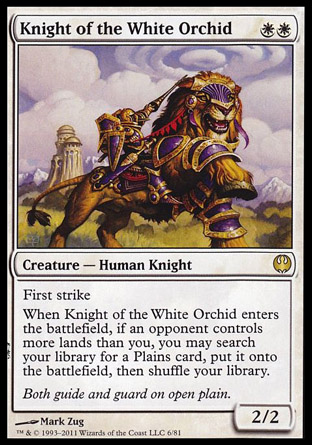 Knight of the White Orchid
Creature — Human Knight
First strike
When Knight of the White Orchid enters
the battlefield, if an opponent controls
more lands than you, you may search
your library for a Plains card, put it onto
the battlefield, then shuffle your library.
Both guide and guard on open plain.
2/2
Mark Zug
™ & © 1993–2011 Wizards of the Coast LLC 6/81